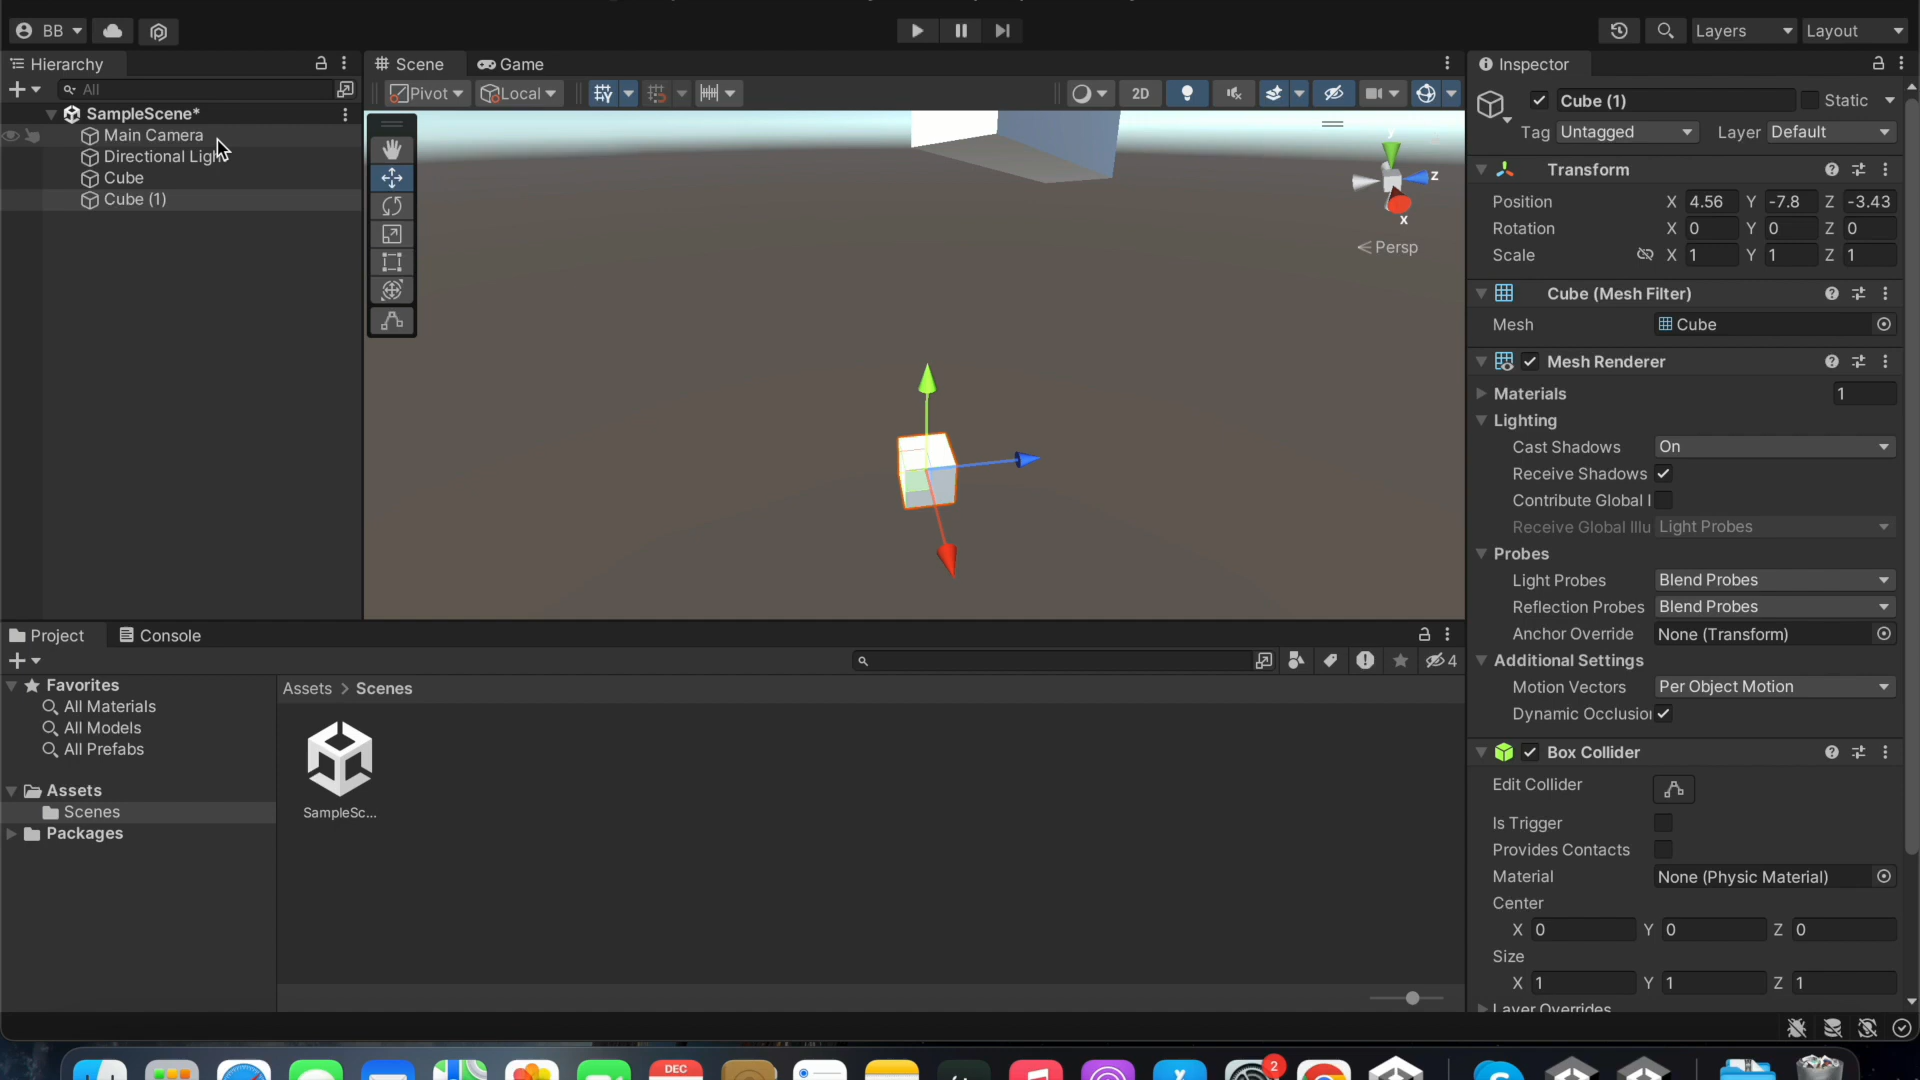 BB
Layers
Layout
Hierarchy
Scene
Game
Inspector
All
Pivot
Local
2D
Cube (1)
Static
SampleScene*
Main Camera
Directional Ligh
Cube
Cube (1)
Tag Untagged
Layer Default
Transform
Position X 4.56 Y -7.8 Z -3.43
Rotation X 0 Y 0 Z 0
Scale X 1 Y 1 Z 1
y
z
x
Persp
Cube (Mesh Filter)
Mesh Cube
Mesh Renderer
Materials 1
Lighting
Cast Shadows On
Receive Shadows
Contribute Global I
Receive Global Illu Light Probes
Probes
Light Probes Blend Probes
Reflection Probes Blend Probes
Anchor Override None (Transform)
Additional Settings
Motion Vectors Per Object Motion
Dynamic Occlusion
Box Collider
Edit Collider
Is Trigger
Provides Contacts
Material None (Physic Material)
Center
X 0 Y 0 Z 0
Size
X 1 Y 1 Z 1
Layer Overrides
Project
Console
4
Favorites
All Materials
All Models
All Prefabs
Assets
Scenes
Packages
Assets > Scenes
SampleSc...
DEC
2